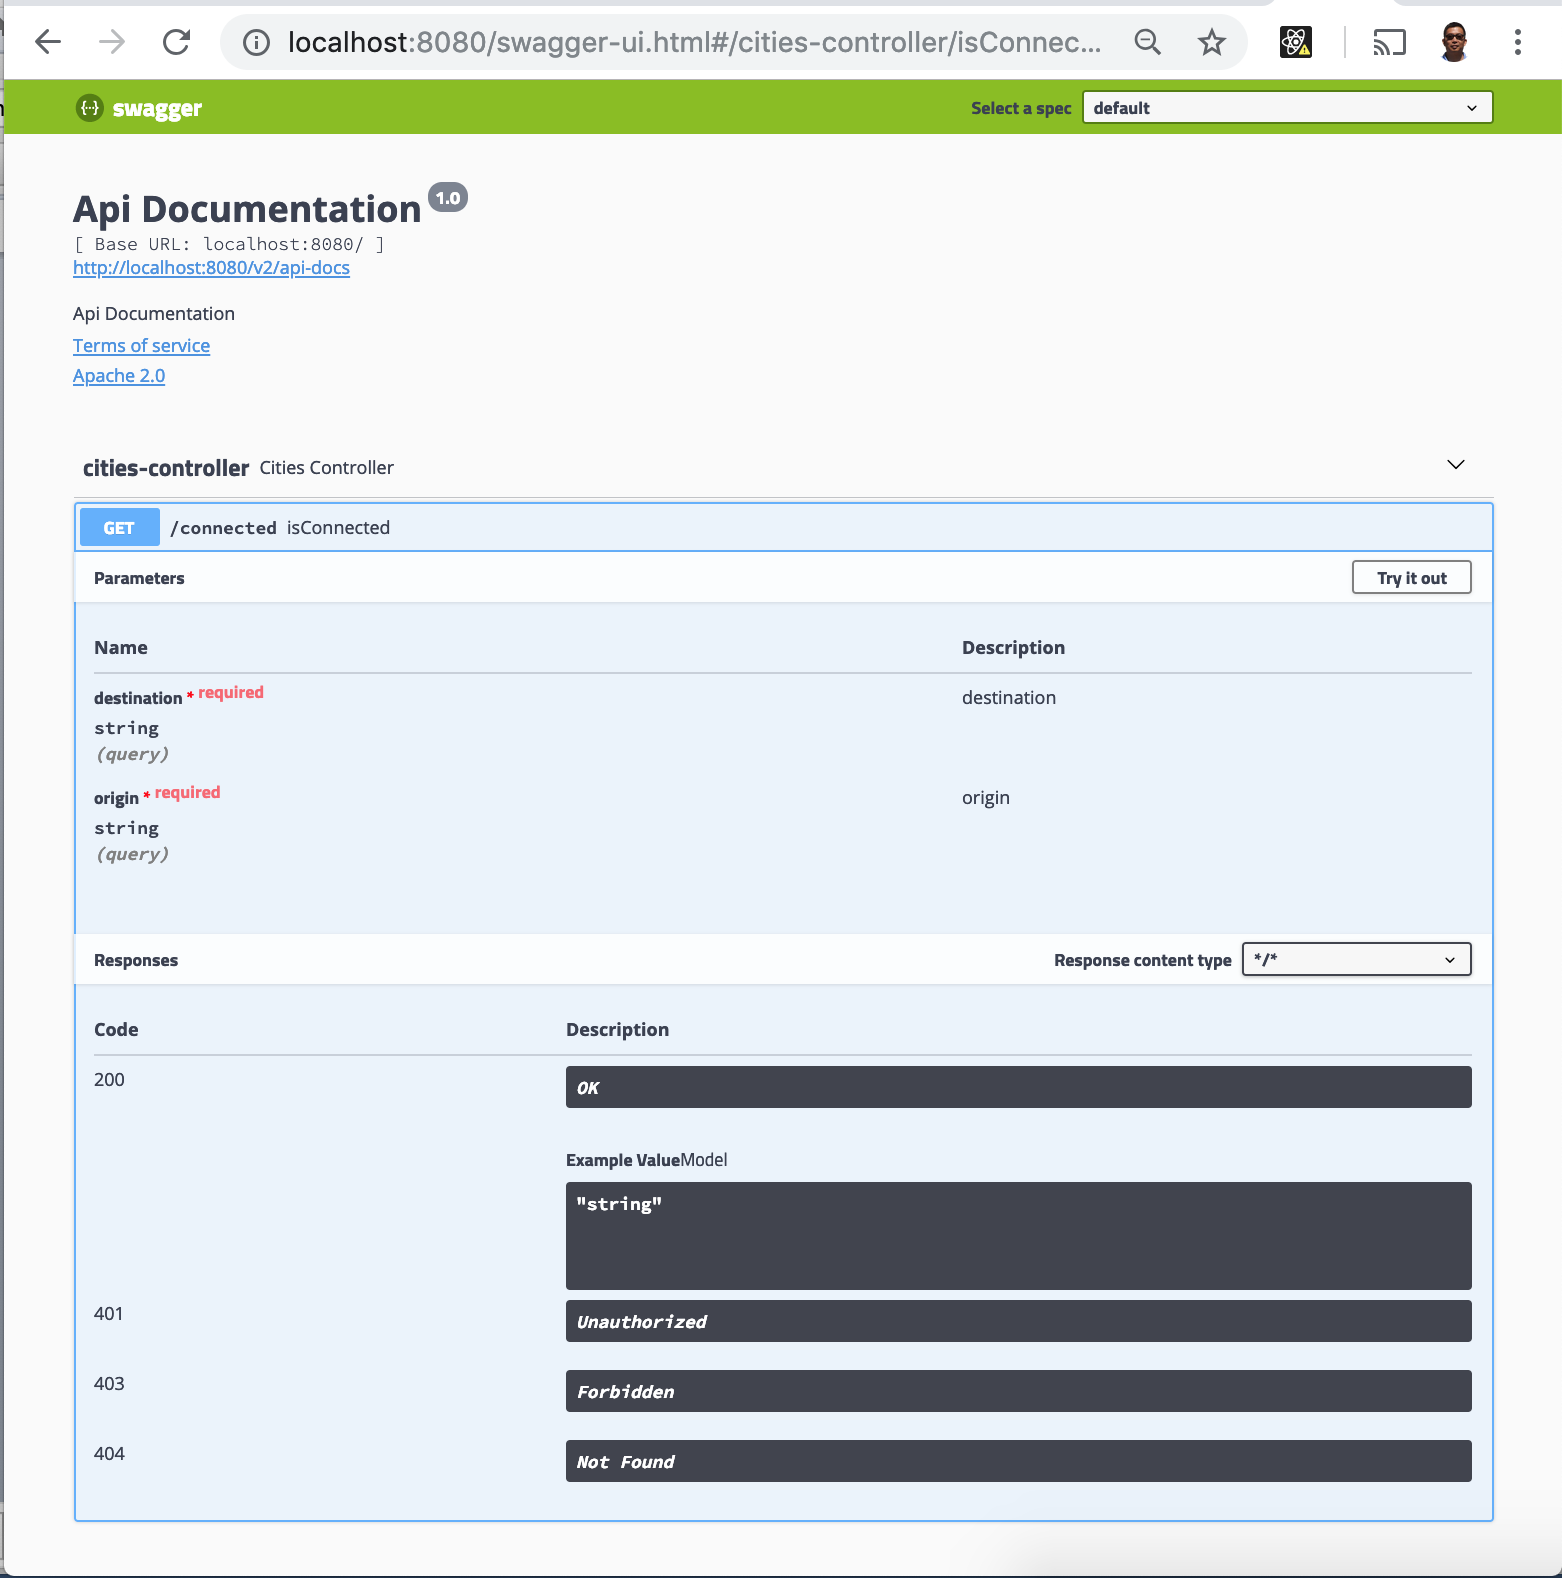 localhost:8080/swagger-ui.html#/cities-controller/isConnec...
{...} swagger
Select a spec
default
Api Documentation 1.0
[ Base URL: localhost:8080/ ]
http://localhost:8080/v2/api-docs
Api Documentation
Terms of service
Apache 2.0
cities-controller Cities Controller
GET /connected isConnected
Parameters
Try it out
Name Description
destination * required
destination
string
(query)
origin * required
origin
string
(query)
Responses
Response content type
*/*
Code Description
200
OK
Example Value Model
"string"
401
Unauthorized
403
Forbidden
404
Not Found